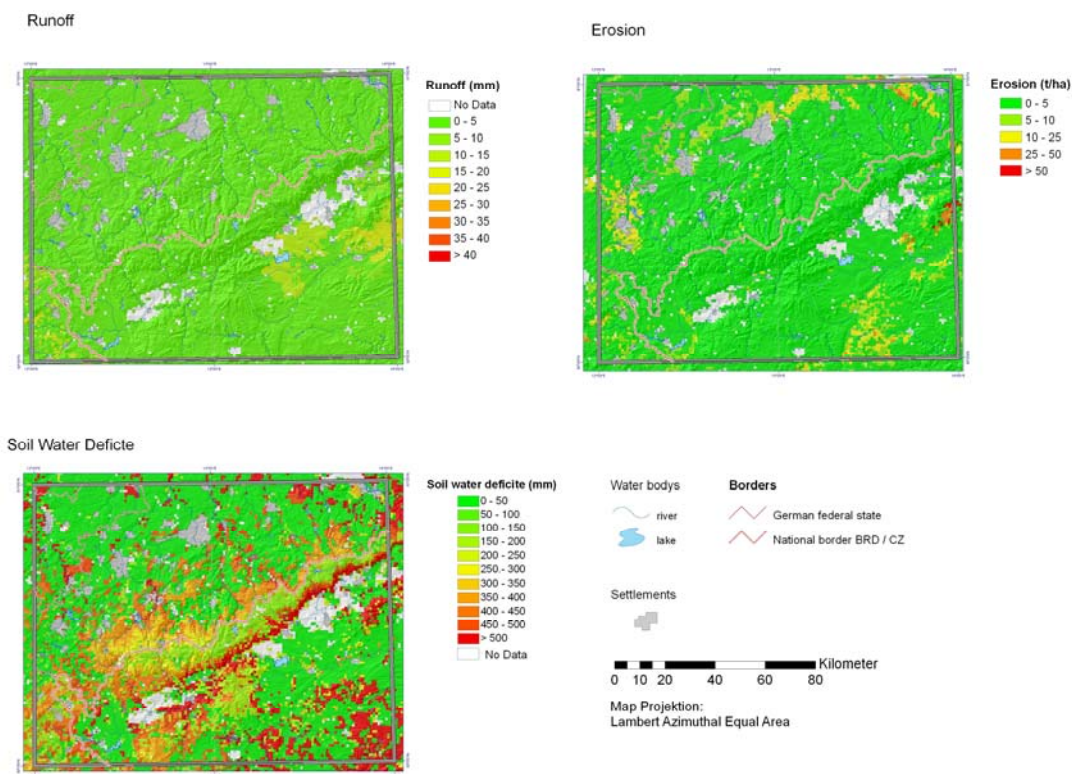 Runoff
Runoff (mm)
No Data
0 - 5
5 - 10
10 - 15
15 - 20
20 - 25
25 - 30
30 - 35
35 - 40
> 40
Erosion
Erosion (t/ha)
0 - 5
5 - 10
10 - 25
25 - 50
> 50
Soil Water Deficte
Soil water deficite (mm)
0 - 50
50 - 100
100 - 150
150 - 200
200 - 250
250 - 300
300 - 350
350 - 400
400 - 450
450 - 500
> 500
No Data
Water bodys
river
lake
Borders
German federal state
National border BRD / CZ
Settlements
Kilometer
0 10 20 40 60 80
Map Projektion:
Lambert Azimuthal Equal Area